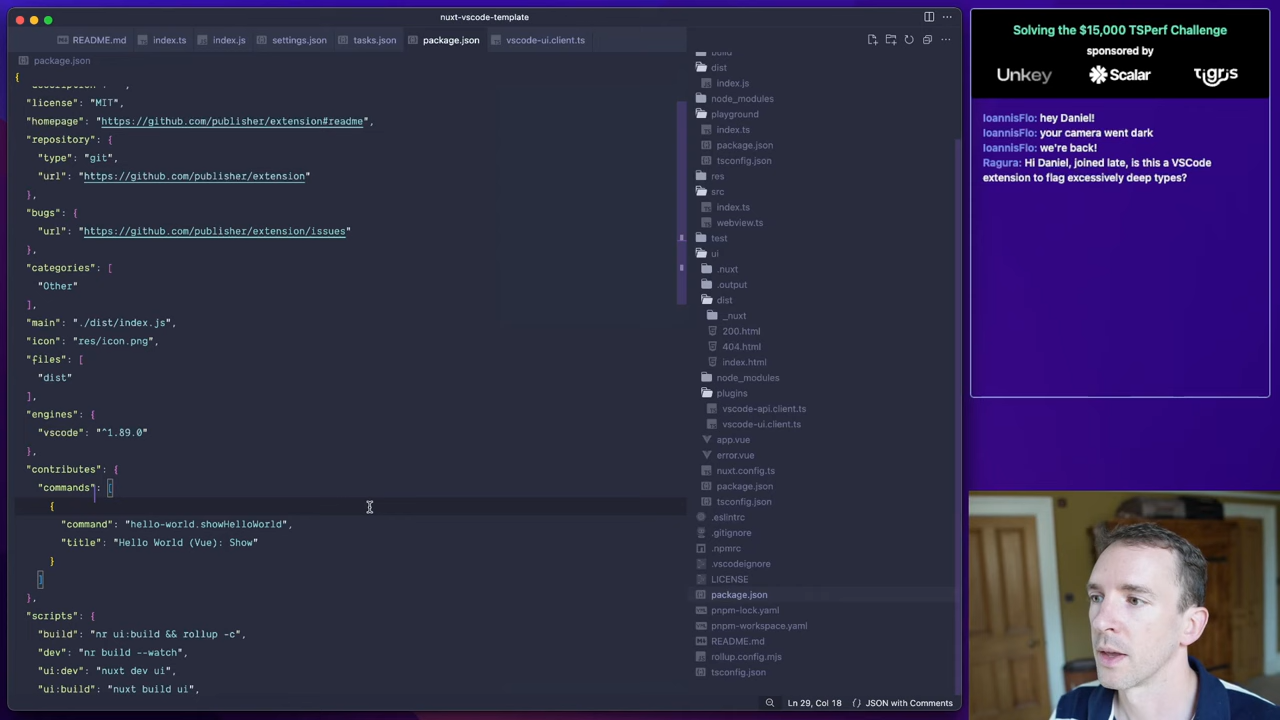 nuxt-vscode-template
README.md
index.ts
index.js
settings.json
tasks.json
package.json
vscode-ui.client.ts
package.json
{
"license": "MIT",
"homepage": "https://github.com/publisher/extension#readme",
"repository": {
"type": "git",
"url": "https://github.com/publisher/extension"
},
"bugs": {
"url": "https://github.com/publisher/extension/issues"
},
"categories": [
"Other"
],
"main": "./dist/index.js",
"icon": "res/icon.png",
"files": [
"dist"
],
"engines": {
"vscode": "^1.89.0"
},
"contributes": {
"commands": [
{
"command": "hello-world.showHelloWorld",
"title": "Hello World (Vue): Show"
}
]
},
"scripts": {
"build": "nr ui:build && rollup -c",
"dev": "nr build --watch",
"ui:dev": "nuxt dev ui",
"ui:build": "nuxt build ui",
build
dist
index.js
node_modules
playground
index.ts
package.json
tsconfig.json
res
src
index.ts
webview.ts
test
ui
.nuxt
.output
dist
_nuxt
200.html
404.html
index.html
node_modules
plugins
vscode-api.client.ts
vscode-ui.client.ts
app.vue
error.vue
nuxt.config.ts
package.json
tsconfig.json
.eslintrc
.gitignore
.npmrc
.vscodeignore
LICENSE
package.json
pnpm-lock.yaml
pnpm-workspace.yaml
README.md
rollup.config.mjs
tsconfig.json
Ln 29, Col 18
JSON with Comments
Solving the $15,000 TSPerf Challenge
sponsored by
Unkey
Scalar
tigris
IoannisFlo: hey Daniel!
IoannisFlo: your camera went dark
IoannisFlo: we're back!
Ragura: Hi Daniel, joined late, is this a VSCode
extension to flag excessively deep types?